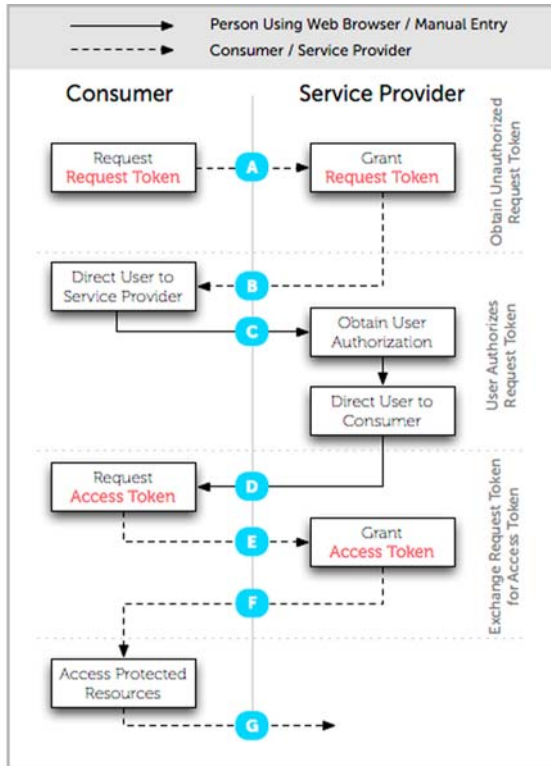 Person Using Web Browser / Manual Entry
Consumer / Service Provider
Consumer
Service Provider
Request
Request Token
A
Grant
Request Token
Obtain Unauthorized
Request Token
Direct User to
Service Provider
B
C
Obtain User
Authorization
Direct User to
Consumer
User Authorizes
Request Token
Request
Access Token
D
E
Grant
Access Token
F
Exchange Request Token
for Access Token
Access Protected
Resources
G